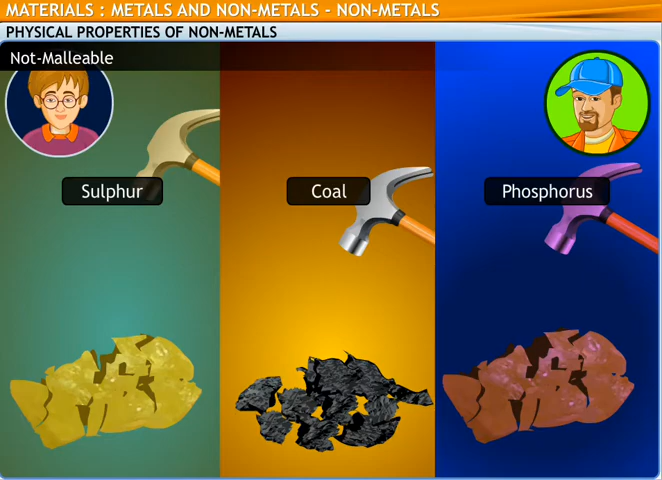 MATERIALS : METALS AND NON-METALS - NON-METALS
PHYSICAL PROPERTIES OF NON-METALS
Not-Malleable
Sulphur
Coal
Phosphorus